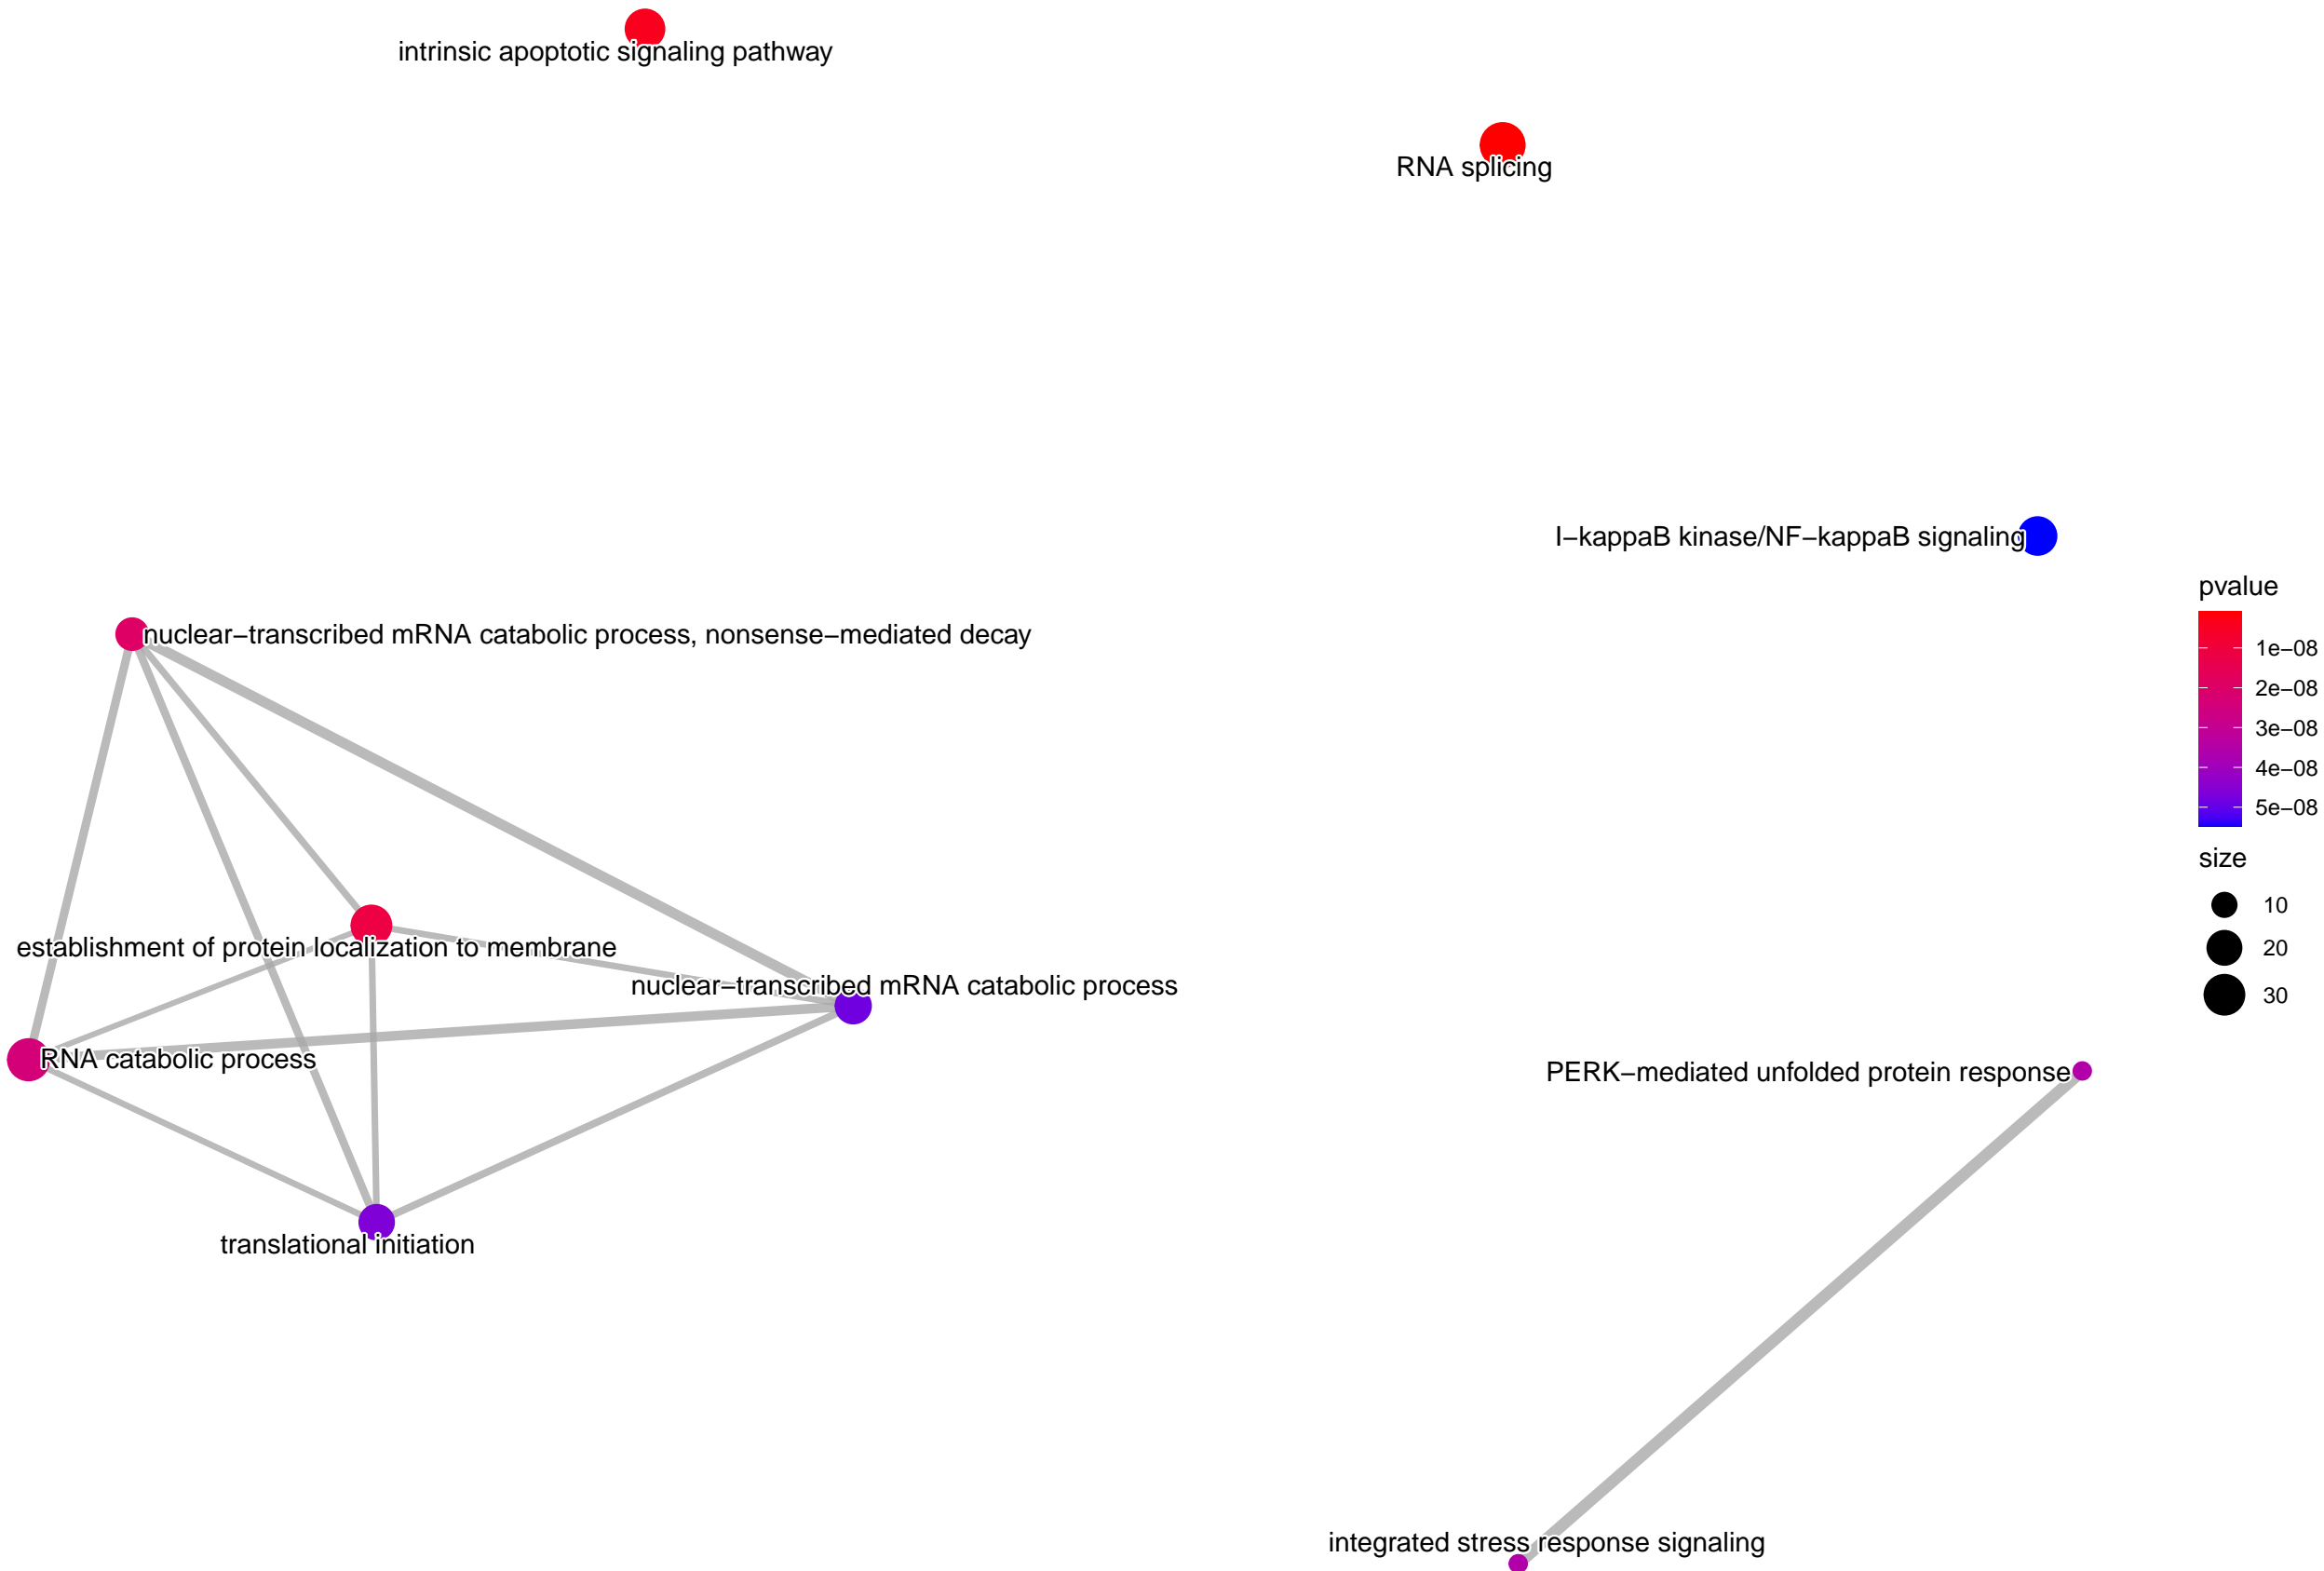 intrinsic apoptotic signaling pathway
RNA splicing
I−kappaB kinase/NF−kappaB signaling
nuclear−transcribed mRNA catabolic process, nonsense−mediated decay
establishment of protein localization to membrane
nuclear−transcribed mRNA catabolic process
RNA catabolic process
PERK−mediated unfolded protein response
translational initiation
integrated stress response signaling
pvalue
1e−08
2e−08
3e−08
4e−08
5e−08
size
10
20
30